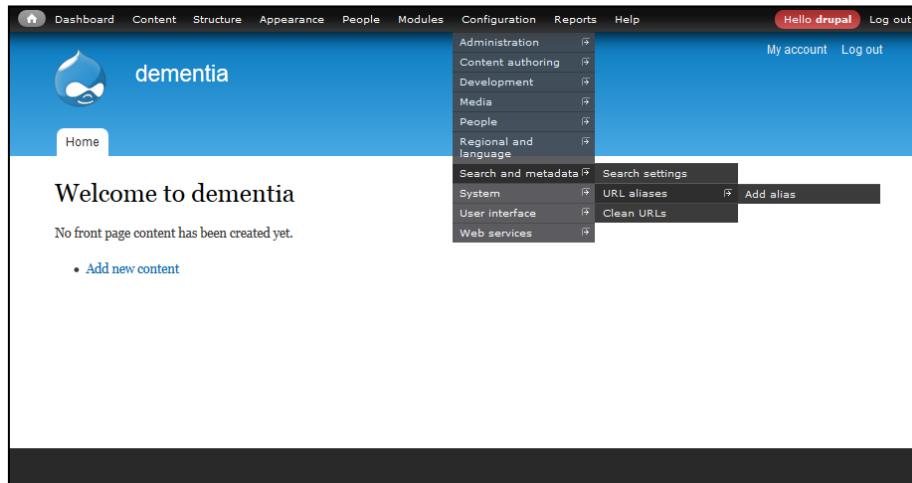 Dashboard Content Structure Appearance People Modules Configuration Reports Help Hello drupal Log out
My account Log out
dementia
Home
Administration
Content authoring
Development
Media
People
Regional and
language
Search and metadata
System
User interface
Web services
Search settings
URL aliases
Clean URLs
Add alias
Welcome to dementia
No front page content has been created yet.
• Add new content